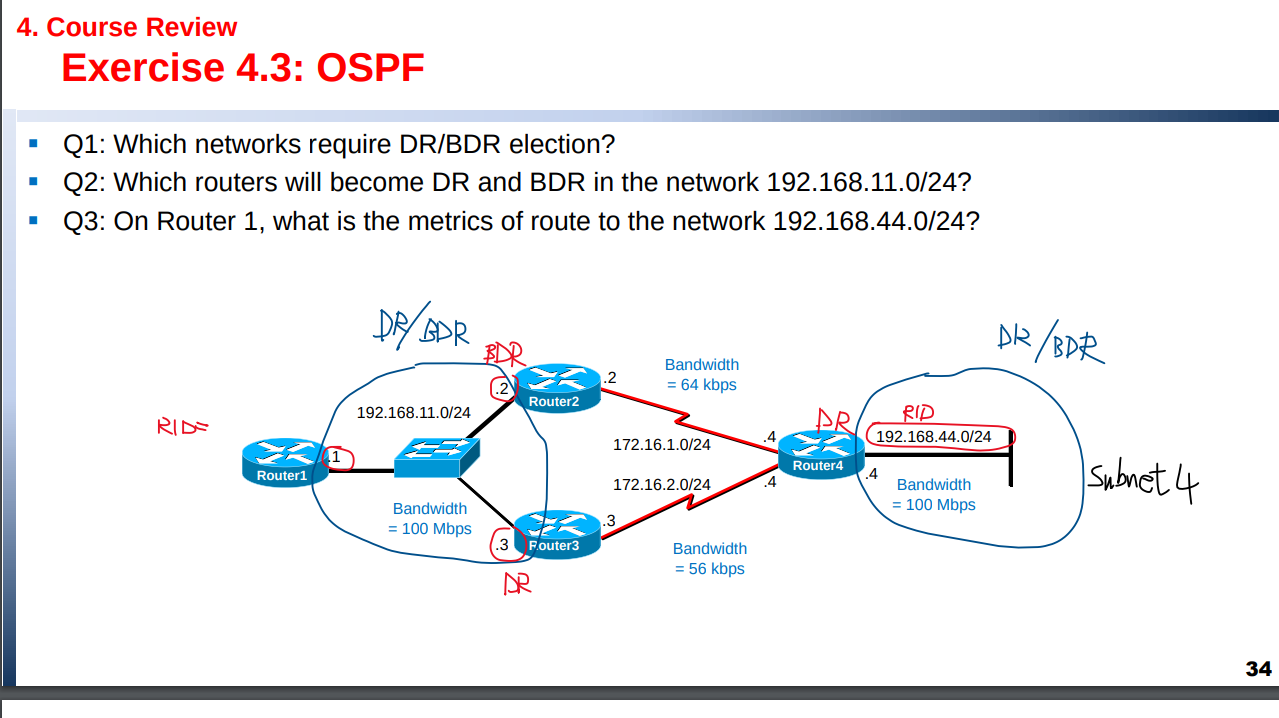 4. Course Review
Exercise 4.3: OSPF
Q1: Which networks require DR/BDR election?
Q2: Which routers will become DR and BDR in the network 192.168.11.0/24?
Q3: On Router 1, what is the metrics of route to the network 192.168.44.0/24?
DR/BDR
DR/BDR
BDR
.2
Router2
.2
Bandwidth
= 64 kbps
192.168.11.0/24
RID=
.1
Router1
172.16.1.0/24
.4
DR
Router4
RID
192.168.44.0/24
.4
Bandwidth
= 100 Mbps
Subnet 4
172.16.2.0/24
.4
Bandwidth
= 100 Mbps
.3
Router3
.3
DR
Bandwidth
= 56 kbps
34